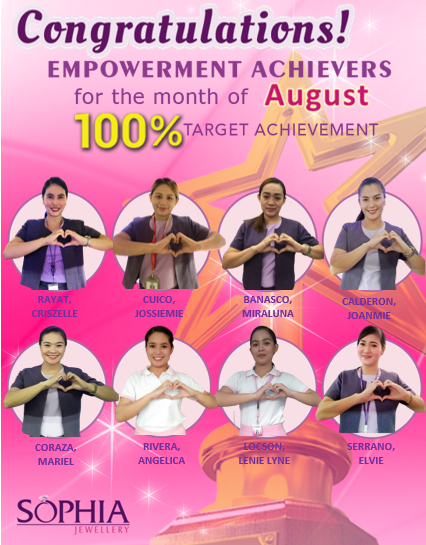 Congratulations!
EMPOWERMENT ACHIEVERS
for the month of August
100% TARGET ACHIEVEMENT
RAYAT,
CRISZELLE
CUICO,
JOSSIEMIE
BANASCO,
MIRALUNA
CALDERON,
JOANMIE
CORAZA,
MARIEL
RIVERA,
ANGELICA
LOCSON,
LENIE LYNE
SERRANO,
ELVIE
SOPHIA
JEWELLERY